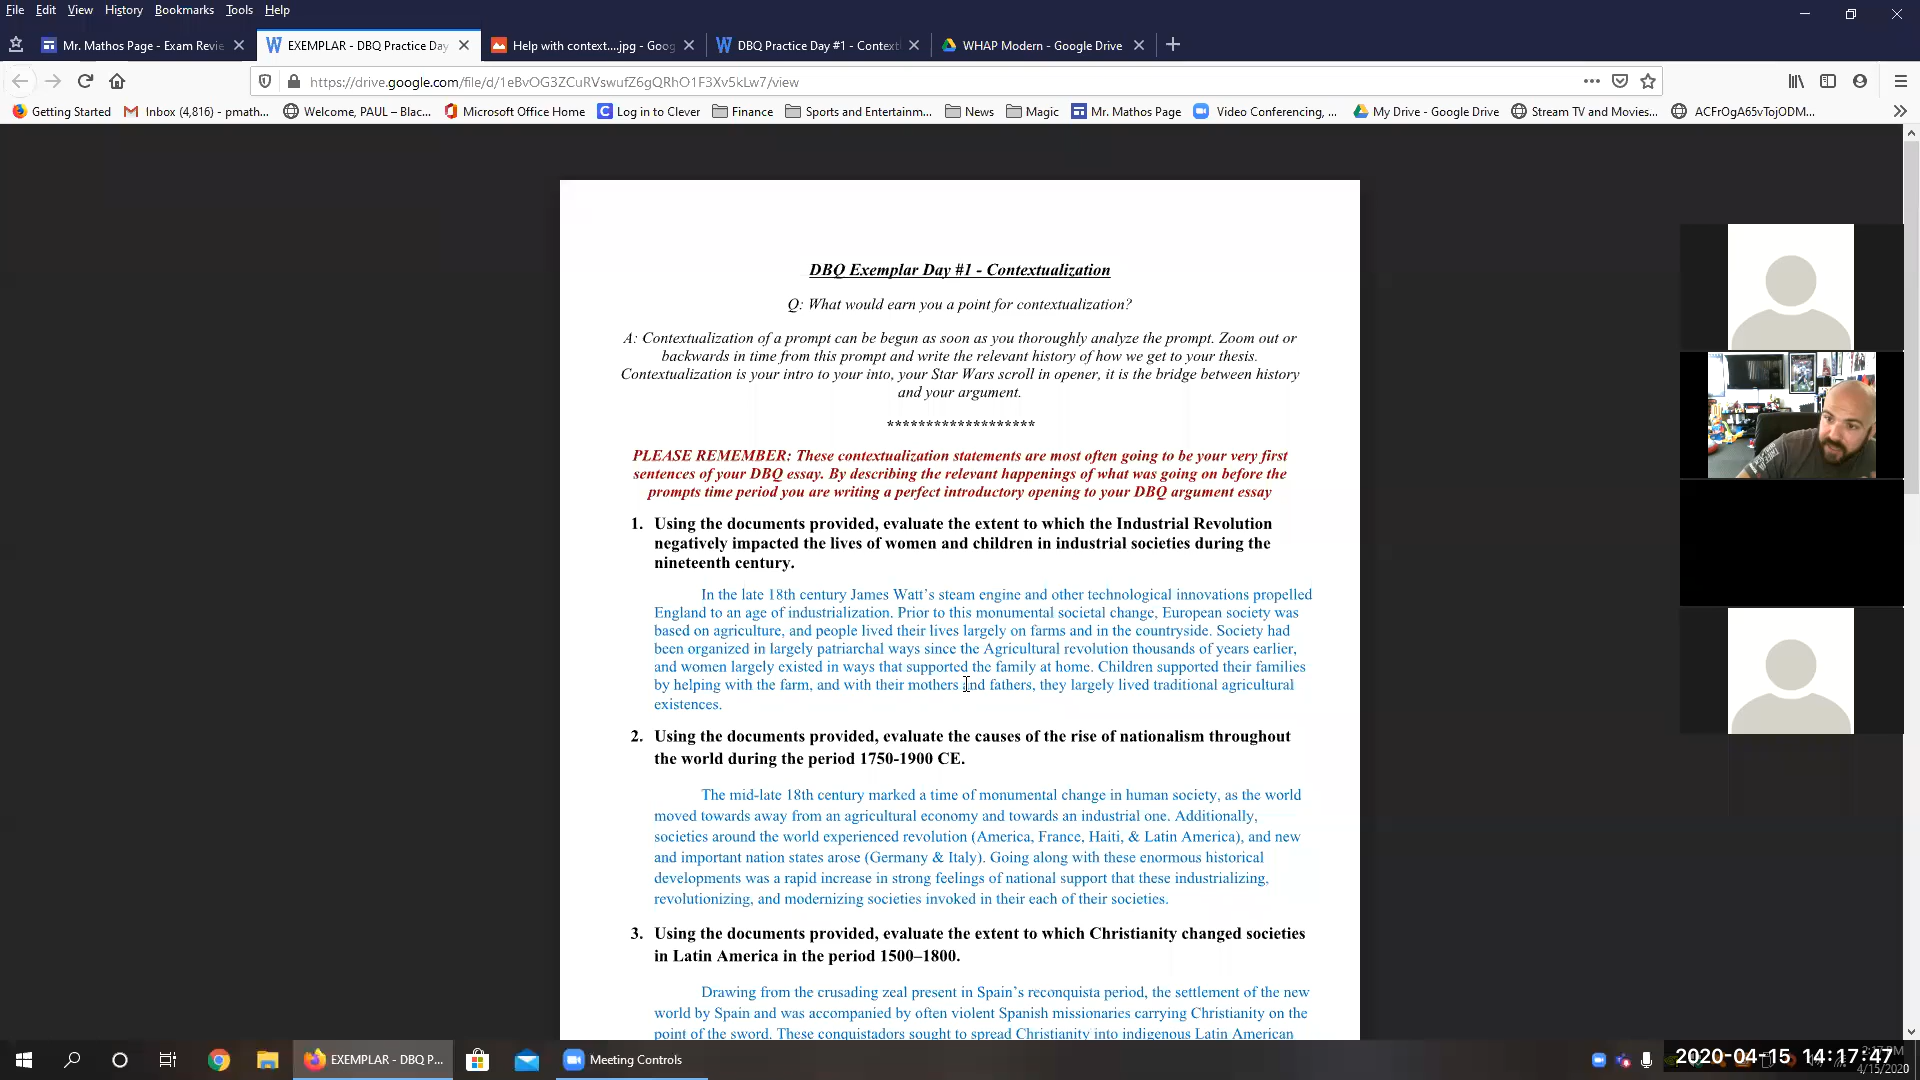 File Edit View History Bookmarks Tools Help
Mr. Mathos Page - Exam Revie
EXEMPLAR - DBQ Practice Day
Help with context....jpg - Goog
DBQ Practice Day #1 - Context
WHAP Modern - Google Drive
https://drive.google.com/file/d/1eBvOG3ZCuRVswufZ6gQRhO1F3Xv5kLw7/view
Getting Started
Inbox (4,816) - pmath...
Welcome, PAUL – Blac...
Microsoft Office Home
Log in to Clever
Finance
Sports and Entertainm...
News
Magic
Mr. Mathos Page
Video Conferencing, ...
My Drive - Google Drive
Stream TV and Movies...
ACFrOgA65vTojODM...
DBQ Exemplar Day #1 - Contextualization
Q: What would earn you a point for contextualization?
A: Contextualization of a prompt can be begun as soon as you thoroughly analyze the prompt. Zoom out or
backwards in time from this prompt and write the relevant history of how we get to your thesis.
Contextualization is your intro to your into, your Star Wars scroll in opener, it is the bridge between history
and your argument.
*******************
PLEASE REMEMBER: These contextualization statements are most often going to be your very first
sentences of your DBQ essay. By describing the relevant happenings of what was going on before the
prompts time period you are writing a perfect introductory opening to your DBQ argument essay
1. Using the documents provided, evaluate the extent to which the Industrial Revolution
negatively impacted the lives of women and children in industrial societies during the
nineteenth century.
In the late 18th century James Watt's steam engine and other technological innovations propelled
England to an age of industrialization. Prior to this monumental societal change, European society was
based on agriculture, and people lived their lives largely on farms and in the countryside. Society had
been organized in largely patriarchal ways since the Agricultural revolution thousands of years earlier,
and women largely existed in ways that supported the family at home. Children supported their families
by helping with the farm, and with their mothers and fathers, they largely lived traditional agricultural
existences.
2. Using the documents provided, evaluate the causes of the rise of nationalism throughout
the world during the period 1750-1900 CE.
The mid-late 18th century marked a time of monumental change in human society, as the world
moved towards away from an agricultural economy and towards an industrial one. Additionally,
societies around the world experienced revolution (America, France, Haiti, & Latin America), and new
and important nation states arose (Germany & Italy). Going along with these enormous historical
developments was a rapid increase in strong feelings of national support that these industrializing,
revolutionizing, and modernizing societies invoked in their each of their societies.
3. Using the documents provided, evaluate the extent to which Christianity changed societies
in Latin America in the period 1500–1800.
Drawing from the crusading zeal present in Spain's reconquista period, the settlement of the new
world by Spain and was accompanied by often violent Spanish missionaries carrying Christianity on the
point of the sword. These conquistadors sought to spread Christianity into indigenous Latin American
EXEMPLAR - DBQ P...
Meeting Controls
2020-04-15 14:17:47
4/15/2020